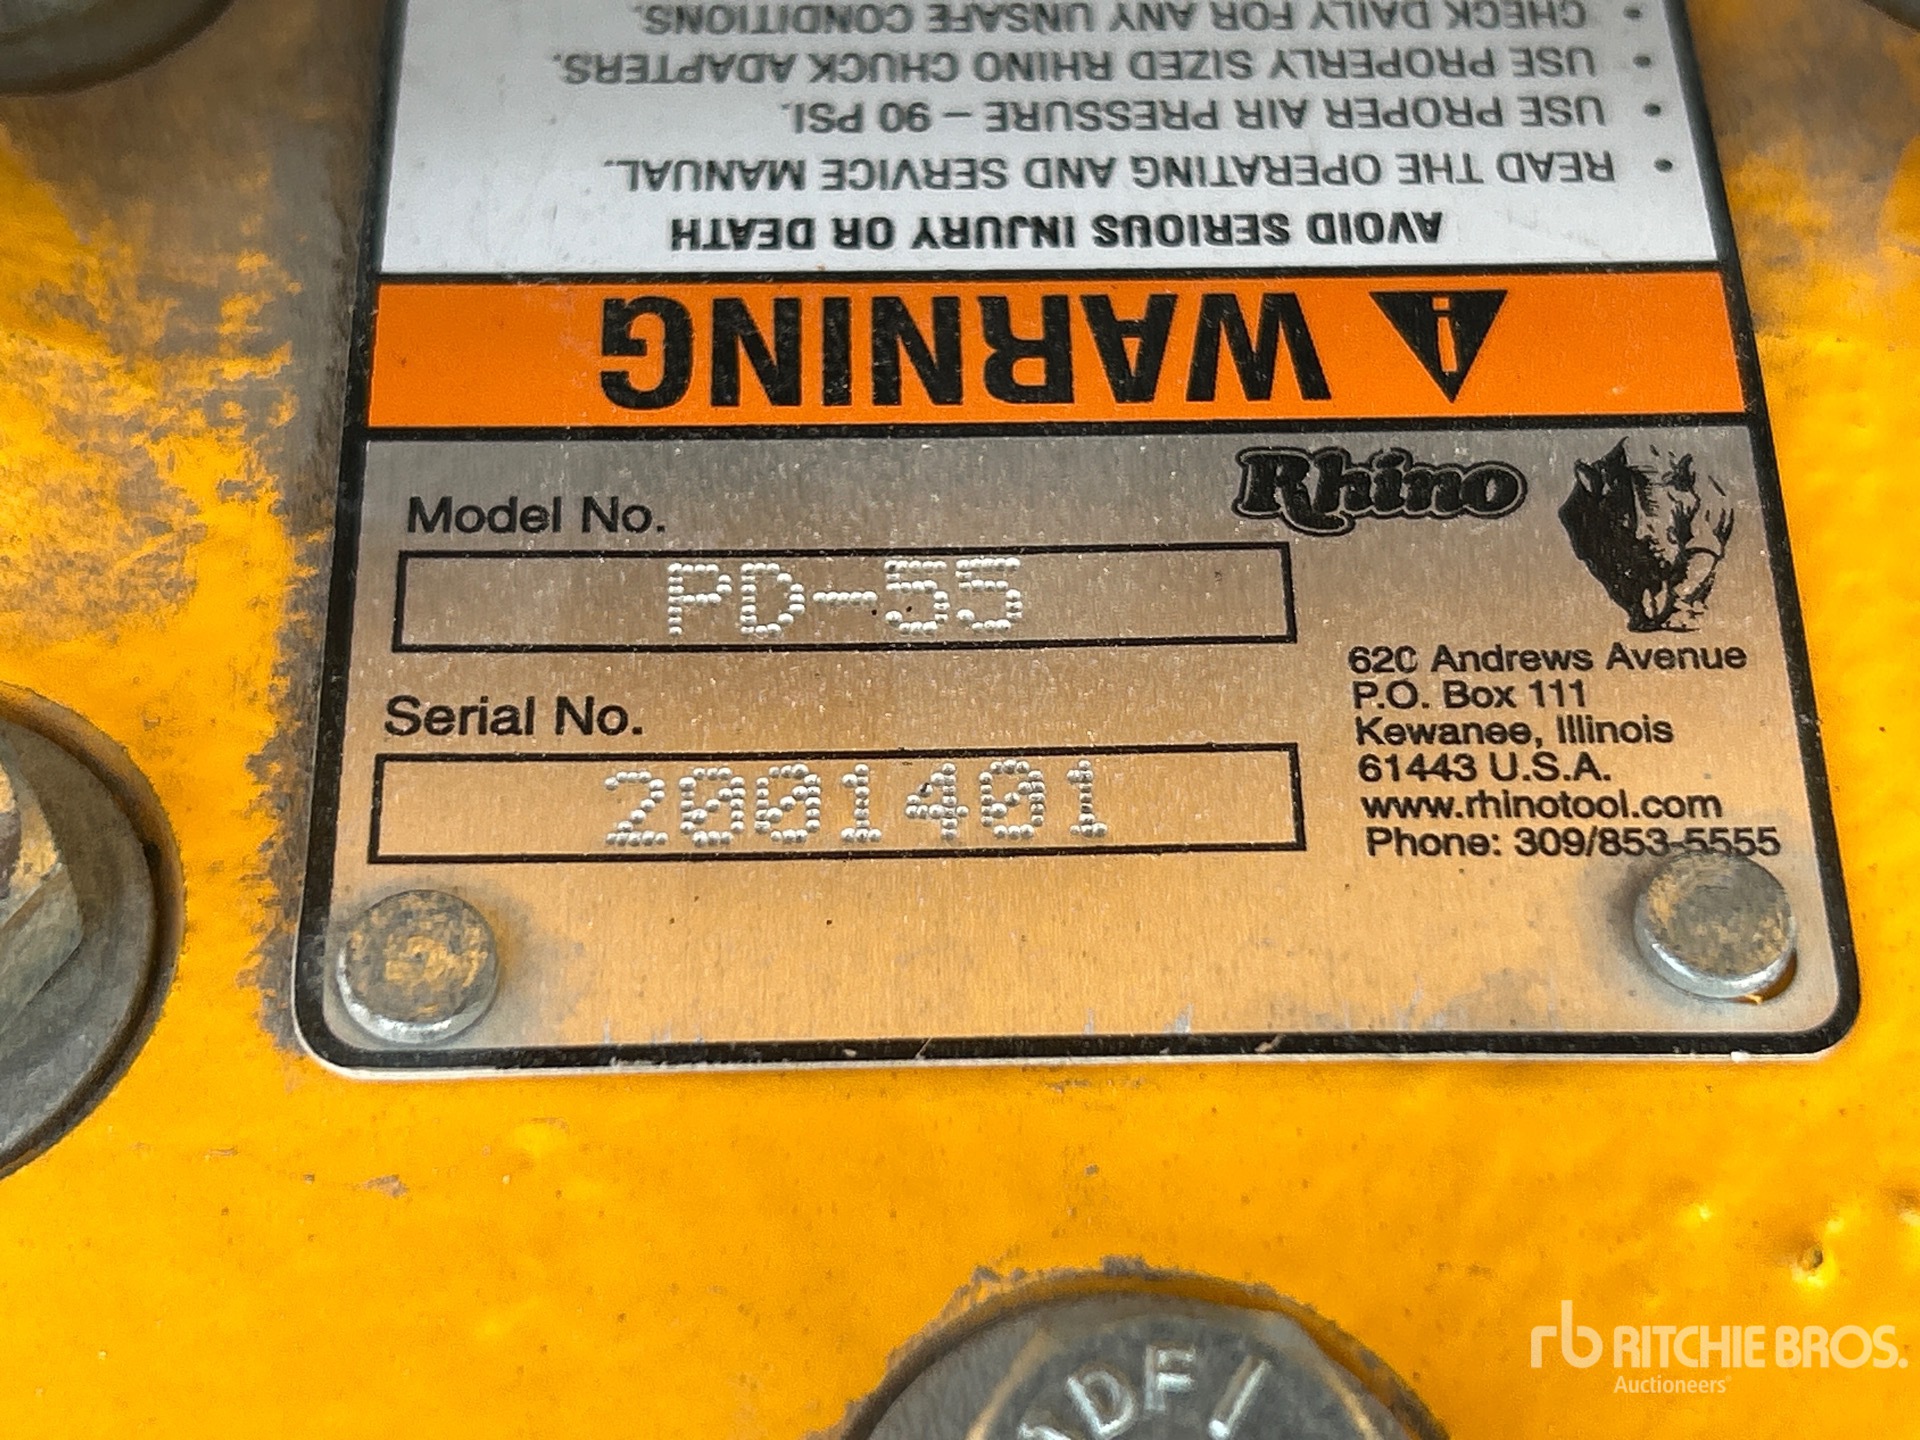 WARNING
AVOID SERIOUS INJURY OR DEATH
• READ THE OPERATING AND SERVICE MANUAL.
• USE PROPER AIR PRESSURE – 90 PSI.
• USE PROPERLY SIZED RHINO CHUCK ADAPTERS.
• CHECK DAILY FOR ANY UNSAFE CONDITIONS.
Rhino
Model No.
PD-55
Serial No.
2001401
620 Andrews Avenue
P.O. Box 111
Kewanee, Illinois
61443 U.S.A.
www.rhinotool.com
Phone: 309/853-5555
rb RITCHIE BROS.
Auctioneers